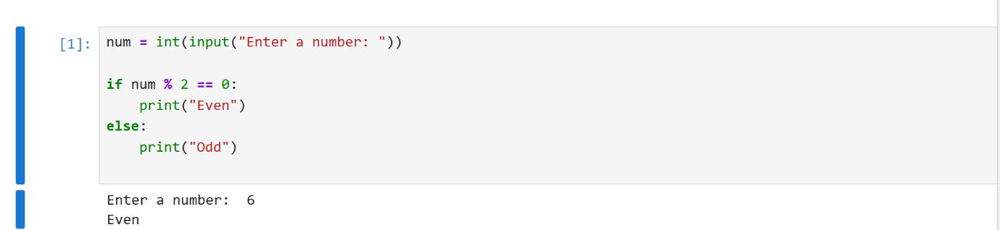 [1]: num = int(input("Enter a number: "))
if num % 2 == 0:
    print("Even")
else:
    print("Odd")
Enter a number:  6
Even